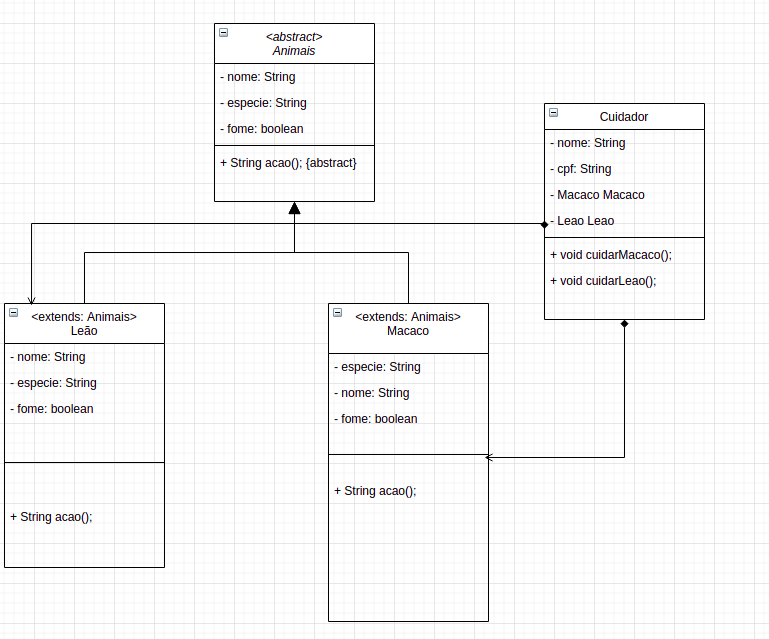 <abstract>
Animais
- nome: String
- especie: String
- fome: boolean
+ String acao(); {abstract}
Cuidador
- nome: String
- cpf: String
- Macaco Macaco
- Leao Leao
+ void cuidarMacaco();
+ void cuidarLeao();
<extends: Animais>
Leão
- nome: String
- especie: String
- fome: boolean
+ String acao();
<extends: Animais>
Macaco
- especie: String
- nome: String
- fome: boolean
+ String acao();